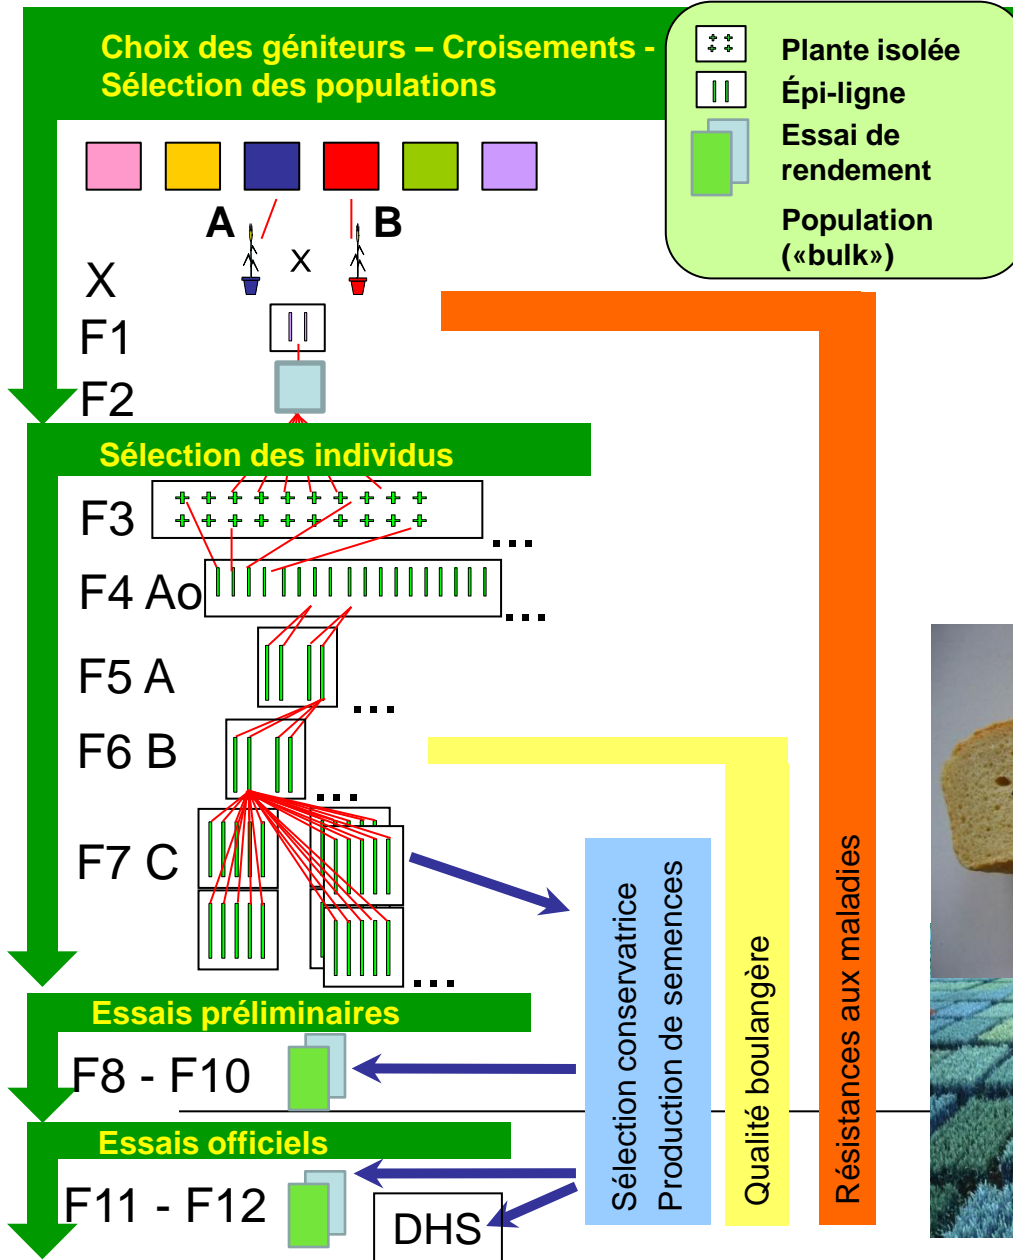 Choix des géniteurs – Croisements -
Sélection des populations
Plante isolée
Épi-ligne
Essai de
rendement
Population
(«bulk»)
A
B
X
X
F1
F2
Sélection des individus
F3
...
F4 Ao
...
F5 A
...
F6 B
...
F7 C
...
Sélection conservatrice
Production de semences
Qualité boulangère
Résistances aux maladies
Essais préliminaires
F8 - F10
Essais officiels
F11 - F12
DHS